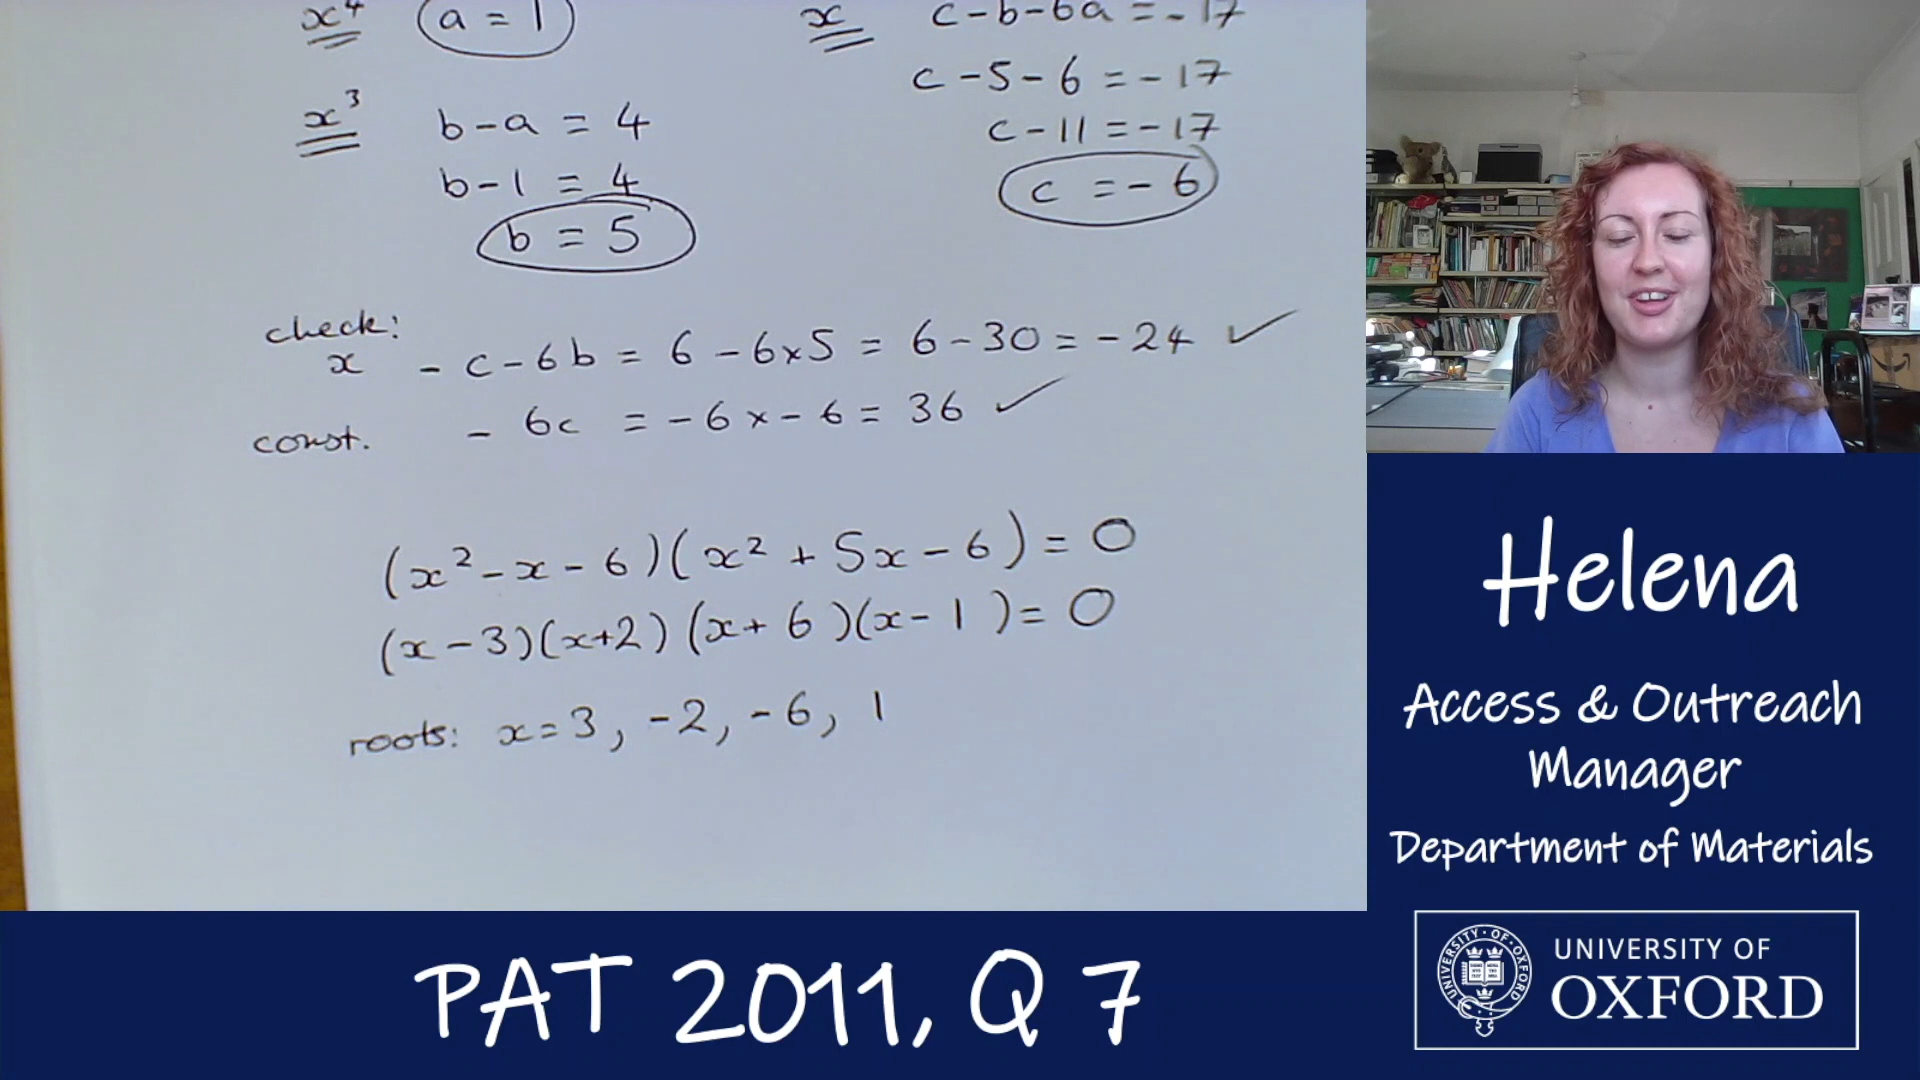 x⁴ a = 1
x³ b - a = 4
b - 1 = 4
b = 5
x c - b - 6a = -17
c - 5 - 6 = -17
c - 11 = -17
c = -6
check:
x - c - 6b = 6 - 6x5 = 6 - 30 = -24 ✓
const. - 6c = -6 x -6 = 36 ✓
(x² - x - 6)(x² + 5x - 6) = 0
(x - 3)(x+2)(x + 6)(x - 1) = 0
roots: x = 3, -2, -6, 1
Helena
Access & Outreach
Manager
Department of Materials
PAT 2011, Q 7
UNIVERSITY OF
OXFORD